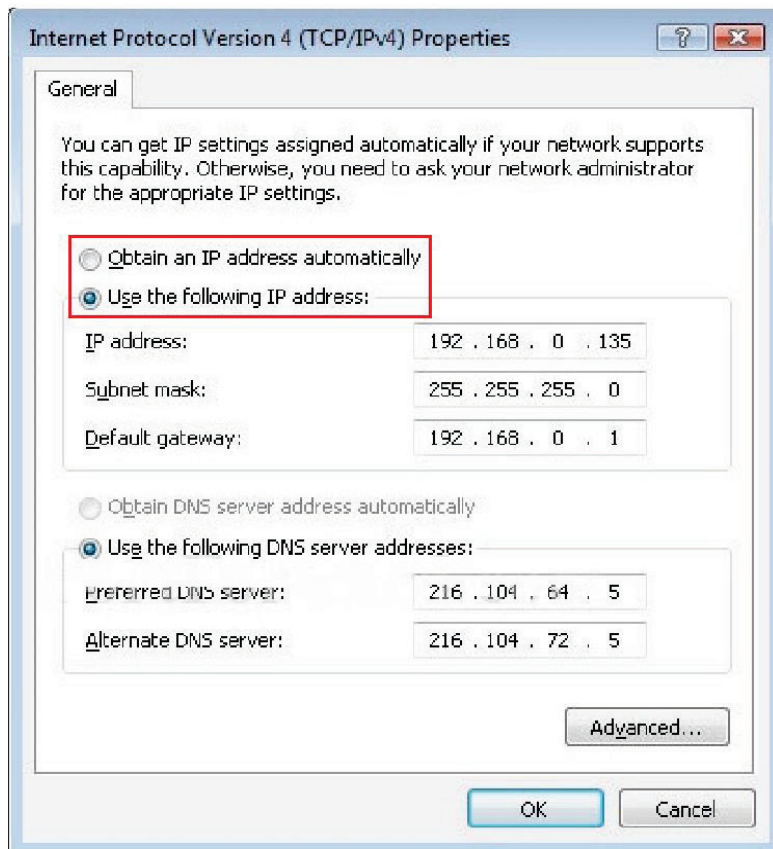 Internet Protocol Version 4 (TCP/IPv4) Properties
General
You can get IP settings assigned automatically if your network supports
this capability. Otherwise, you need to ask your network administrator
for the appropriate IP settings.
Obtain an IP address automatically
Use the following IP address:
IP address: 192 . 168 . 0 . 135
Subnet mask: 255 . 255 . 255 . 0
Default gateway: 192 . 168 . 0 . 1
Obtain DNS server address automatically
Use the following DNS server addresses:
Preferred DNS server: 216 . 104 . 64 . 5
Alternate DNS server: 216 . 104 . 72 . 5
Advanced...
OK Cancel